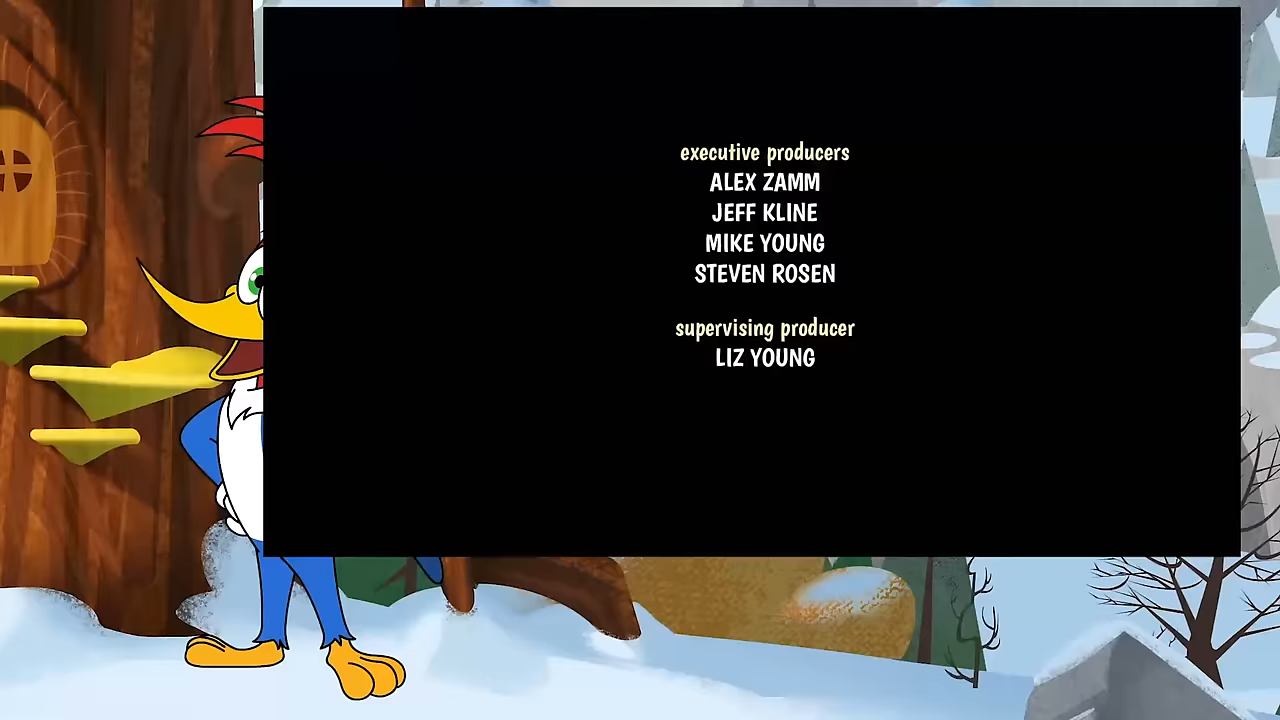 executive producers
ALEX ZAMM
JEFF KLINE
MIKE YOUNG
STEVEN ROSEN
supervising producer
LIZ YOUNG